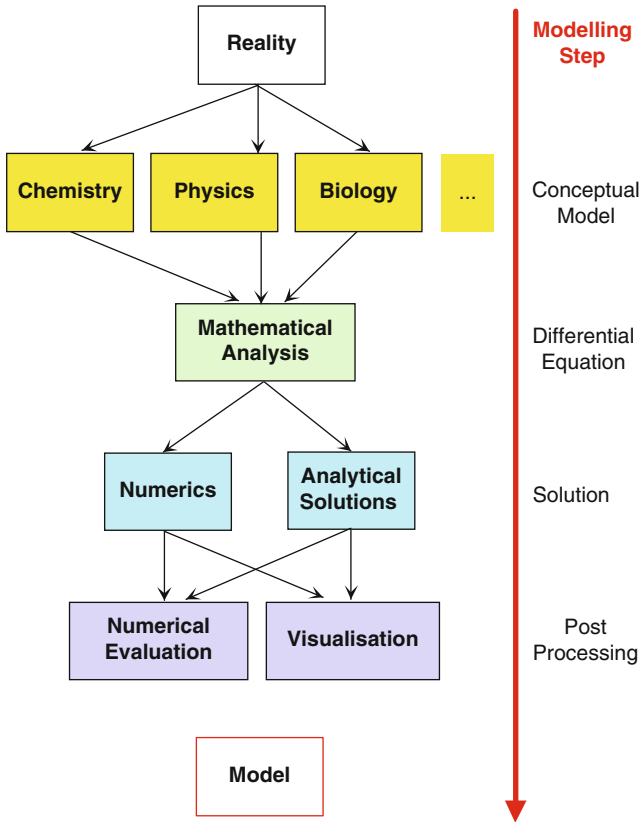 Reality
Modelling
Step
Chemistry
Physics
Biology
...
Conceptual
Model
Mathematical
Analysis
Differential
Equation
Numerics
Analytical
Solutions
Solution
Numerical
Evaluation
Visualisation
Post
Processing
Model